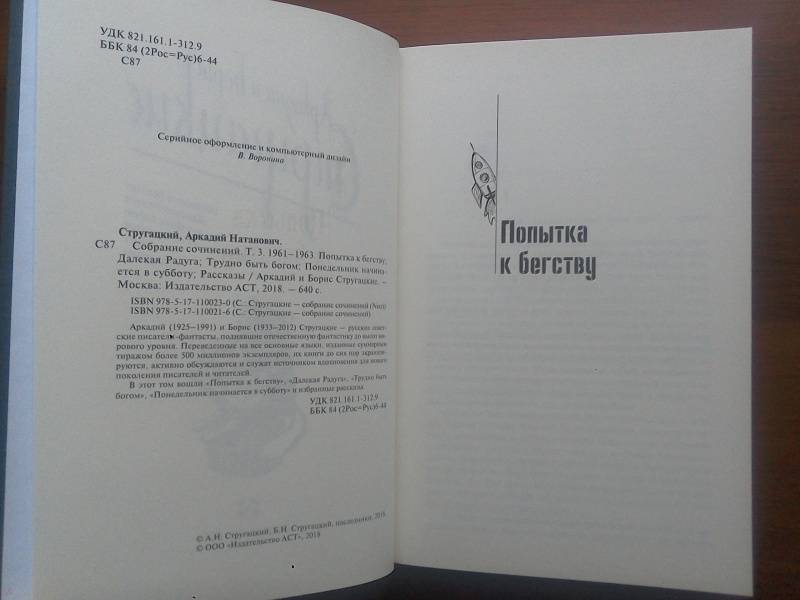 УДК 821.161.1-312.9
ББК 84 (2Рос=Рус)6-44
С87
Серийное оформление и компьютерный дизайн
В. Воронина
Стругацкий, Аркадий Натанович.
С87 Собрание сочинений. Т. 3. 1961–1963. Попытка к бегству;
Далекая Радуга; Трудно быть богом; Понедельник начина-
ется в субботу; Рассказы / Аркадий и Борис Стругацкие. –
Москва: Издательство АСТ, 2018. — 640 с.
ISBN 978-5-17-110023-0 (С.: Стругацкие — собрание сочинений (Нео))
ISBN 978-5-17-110021-6 (С.: Стругацкие — собрание сочинений)
Аркадий (1925–1991) и Борис (1933–2012) Стругацкие — русские совет-
ские писатели-фантасты, поднявшие отечественную фантастику до высот ми-
рового уровня. Переведенные на все основные языки, изданные суммарным
тиражом более 500 миллионов экземпляров, их книги до сих пор экранизи-
руются, активно обсуждаются и служат источником вдохновения для нового
поколения писателей и читателей.
В этот том вошли «Попытка к бегству», «Далекая Радуга», «Трудно быть
богом», «Понедельник начинается в субботу» и избранные рассказы.
УДК 821.161.1-312.9
ББК 84 (2Рос=Рус)6-44
© А.Н. Стругацкий, Б.Н. Стругацкий, наследники, 2018
© ООО «Издательство АСТ», 2018
Попытка
к бегству